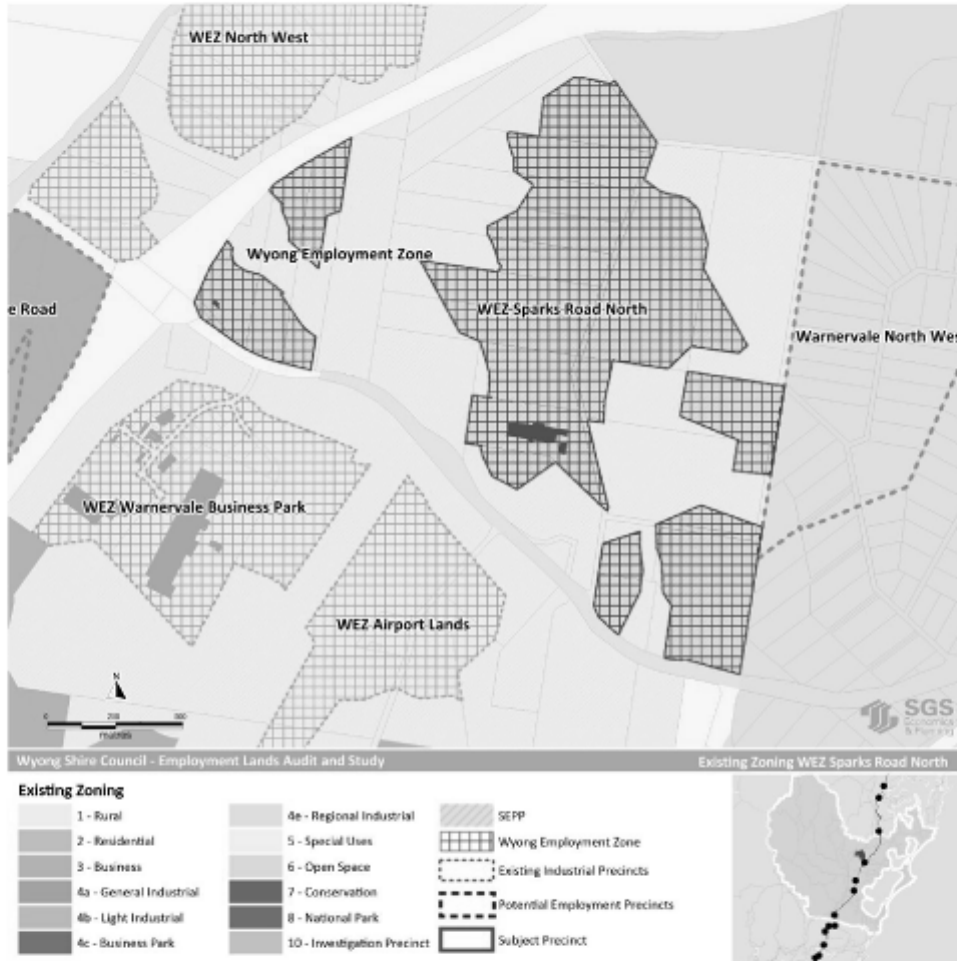 WEZ North West
Wyong Employment Zone
e Road
WEZ Sparks Road North
Warnervale North Wes
WEZ Warnervale Business Park
WEZ Airport Lands
N
0
metres
SGS
Economics
& Planning
Wyong Shire Council - Employment Lands Audit and Study
Existing Zoning WEZ Sparks Road North
Existing Zoning
1 - Rural
2 - Residential
3 - Business
4a - General Industrial
4b - Light Industrial
4c - Business Park
4e - Regional Industrial
5 - Special Uses
6 - Open Space
7 - Conservation
8 - National Park
10 - Investigation Precinct
SEPP
Wyong Employment Zone
Existing Industrial Precincts
Potential Employment Precincts
Subject Precinct